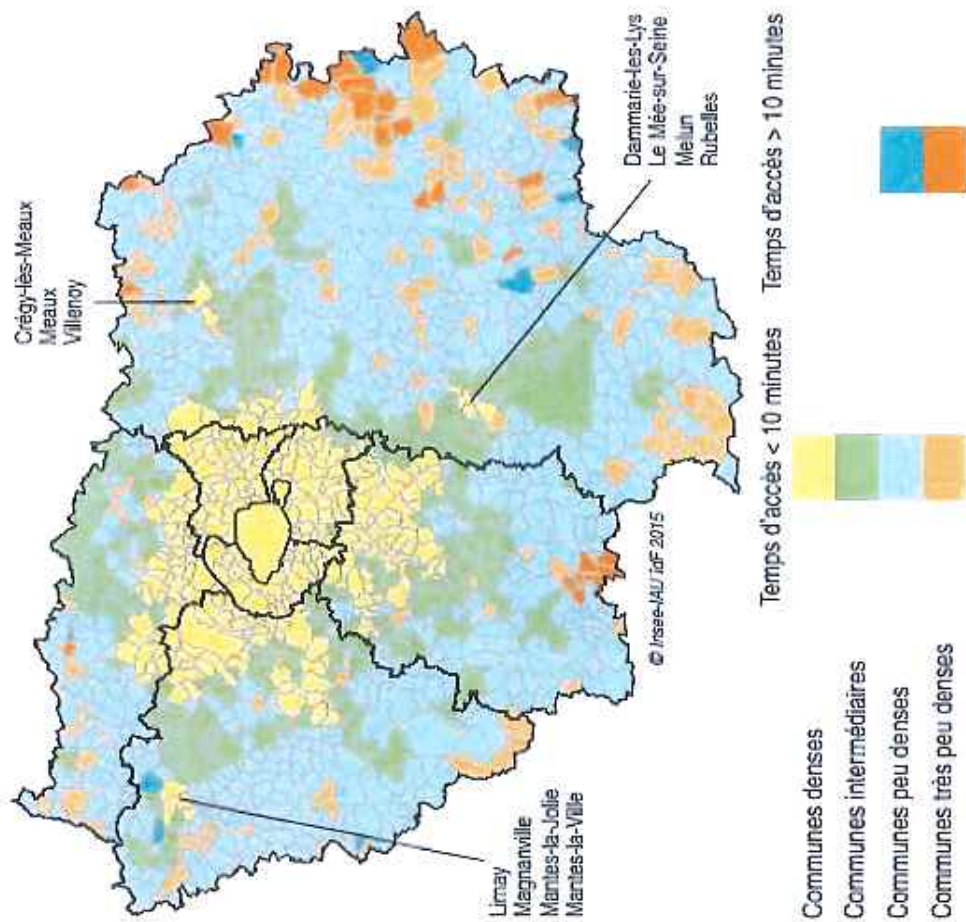 Crégy-lès-Meaux
Meaux
Villenoy
Dammarie-les-Lys
Le Mée-sur-Seine
Mellun
Rubelles
Limay
Magnanville
Mantes-la-Jolie
Mantes-la-Ville
© Insee-IAU îdF 2015
Temps d'accès < 10 minutes
Temps d'accès > 10 minutes
Communes denses
Communes intermédiaires
Communes peu denses
Communes très peu denses